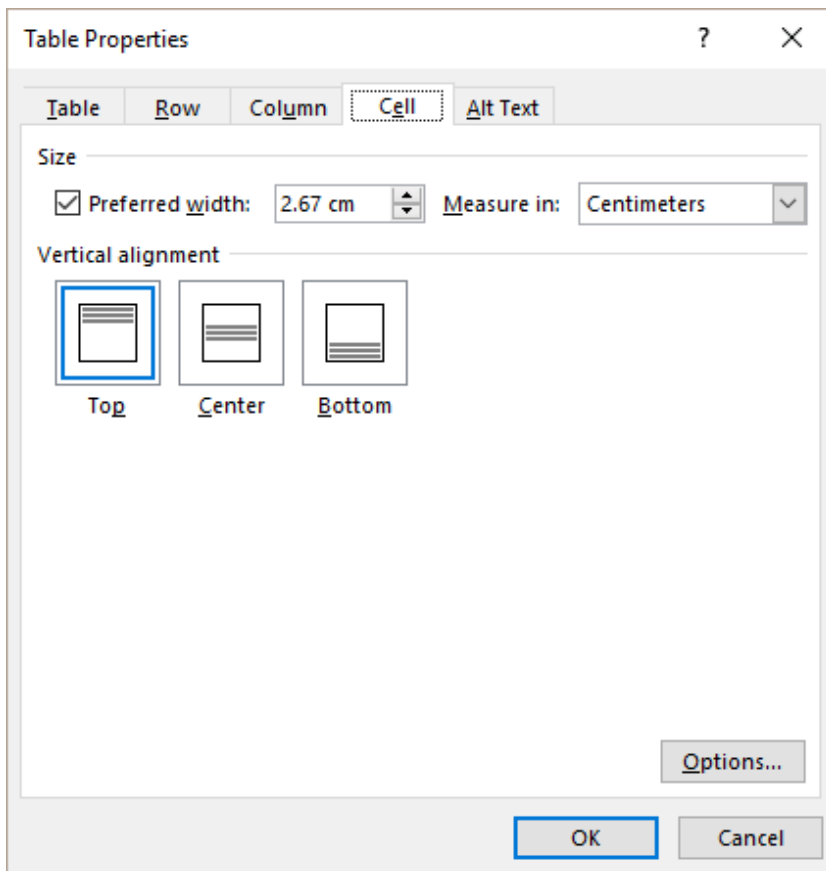 Table Properties ?
Table Row Column Cell Alt Text
Size
Preferred width: 2.67 cm Measure in: Centimeters
Vertical alignment
Top Center Bottom
Options...
OK Cancel